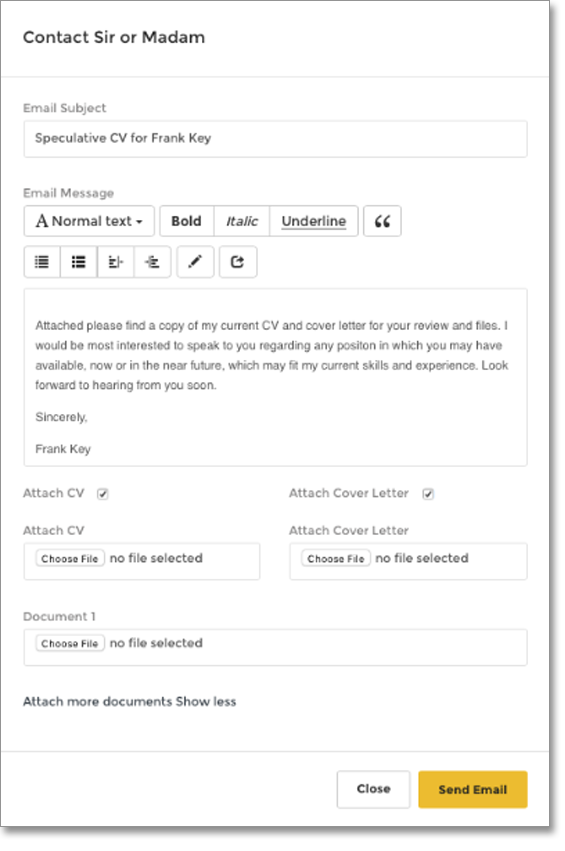 Contact Sir or Madam
Email Subject
Speculative CV for Frank Key
Email Message
A Normal text Bold Italic Underline “
Attached please find a copy of my current CV and cover letter for your review and files. I
would be most interested to speak to you regarding any positon in which you may have
available, now or in the near future, which may fit my current skills and experience. Look
forward to hearing from you soon.
Sincerely,
Frank Key
Attach CV Attach Cover Letter
Attach CV Attach Cover Letter
Choose File no file selected Choose File no file selected
Document 1
Choose File no file selected
Attach more documents Show less
Close Send Email